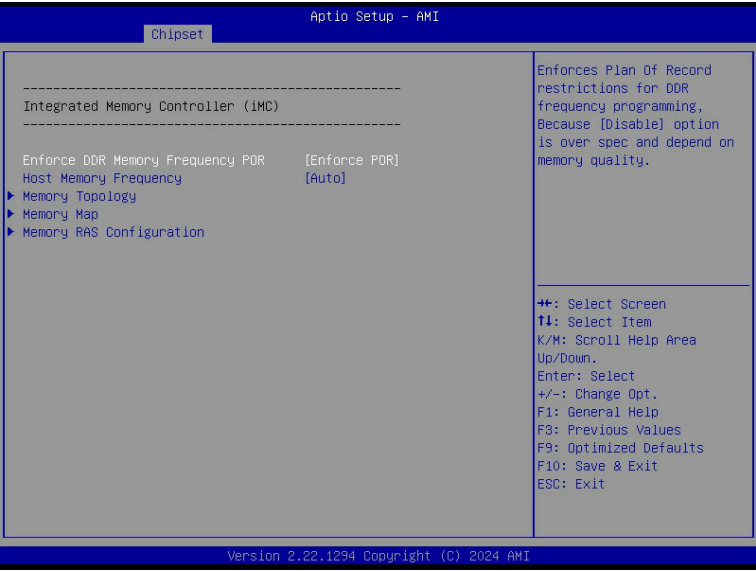 Aptio Setup – AMI
Chipset
--------------------------------------------------
Integrated Memory Controller (iMC)
--------------------------------------------------
Enforce DDR Memory Frequency POR [Enforce POR]
Host Memory Frequency [Auto]
▶ Memory Topology
▶ Memory Map
▶ Memory RAS Configuration
Enforces Plan Of Record
restrictions for DDR
frequency programming,
Because [Disable] option
is over spec and depend on
memory quality.
→←: Select Screen
↑↓: Select Item
K/M: Scroll Help Area
Up/Down.
Enter: Select
+/-: Change Opt.
F1: General Help
F3: Previous Values
F9: Optimized Defaults
F10: Save & Exit
ESC: Exit
Version 2.22.1294 Copyright (C) 2024 AMI